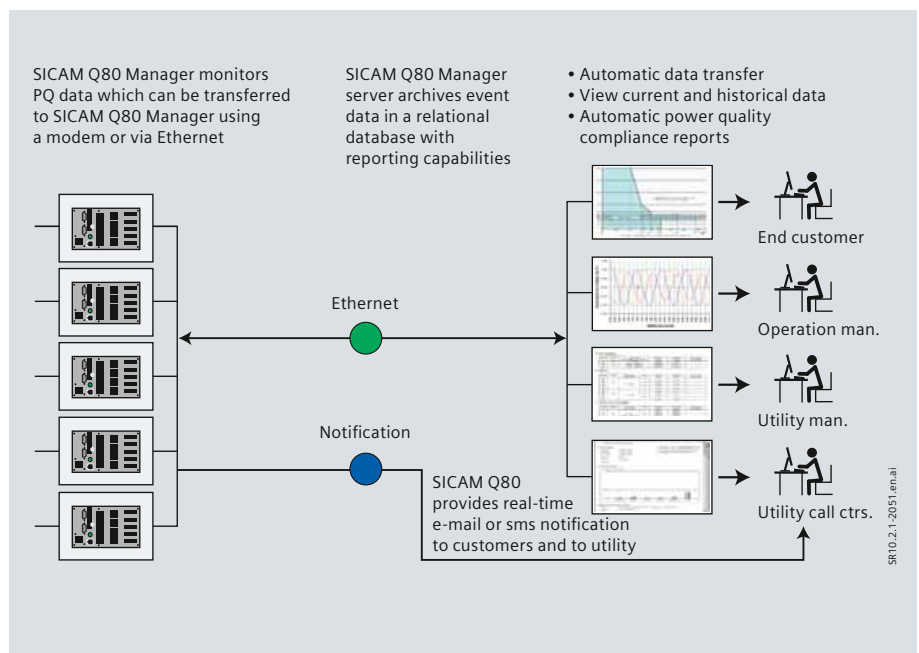 SICAM Q80 Manager monitors
PQ data which can be transferred
to SICAM Q80 Manager using
a modem or via Ethernet
SICAM Q80 Manager
server archives event
data in a relational
database with
reporting capabilities
• Automatic data transfer
• View current and historical data
• Automatic power quality
compliance reports
End customer
Ethernet
Operation man.
Utility man.
Notification
SICAM Q80
provides real-time
e-mail or sms notification
to customers and to utility
Utility call ctrs.
SR10.2.1-2051.en.ai